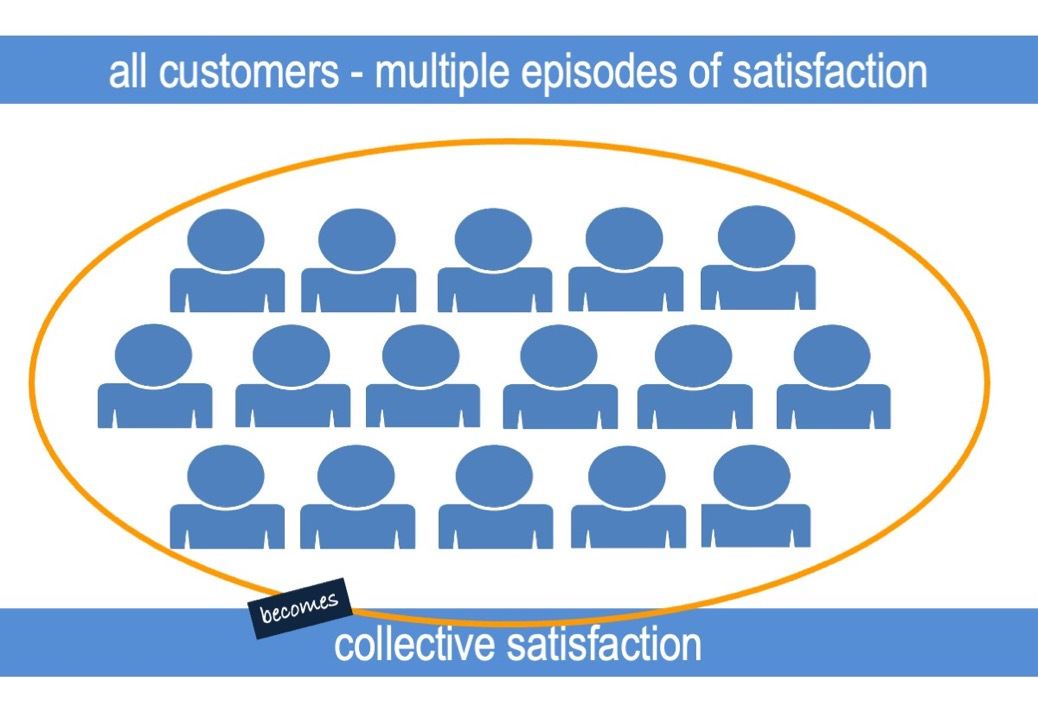 all customers - multiple episodes of satisfaction
becomes
collective satisfaction